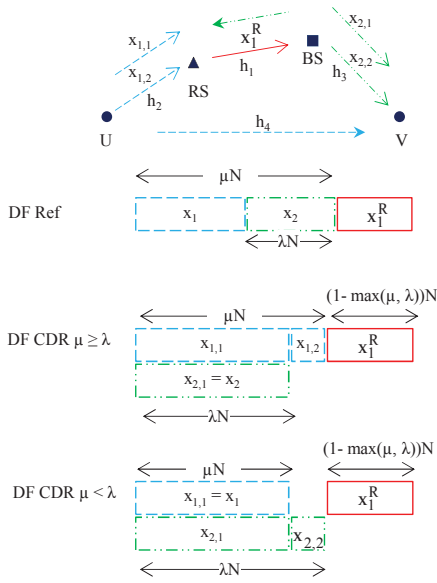 x₁,₁
x₁,₂
h₂
RS
x₁ᴿ
h₁
BS
x₂,₁
x₂,₂
h₃
U
h₄
V
μN
DF Ref
x₁
x₂
x₁ᴿ
λN
(1- max(μ, λ))N
μN
DF CDR μ ≥ λ
x₁,₁
x₁,₂
x₁ᴿ
x₂,₁ = x₂
λN
(1- max(μ, λ))N
μN
DF CDR μ < λ
x₁,₁ = x₁
x₁ᴿ
x₂,₁
x₂,₂
λN